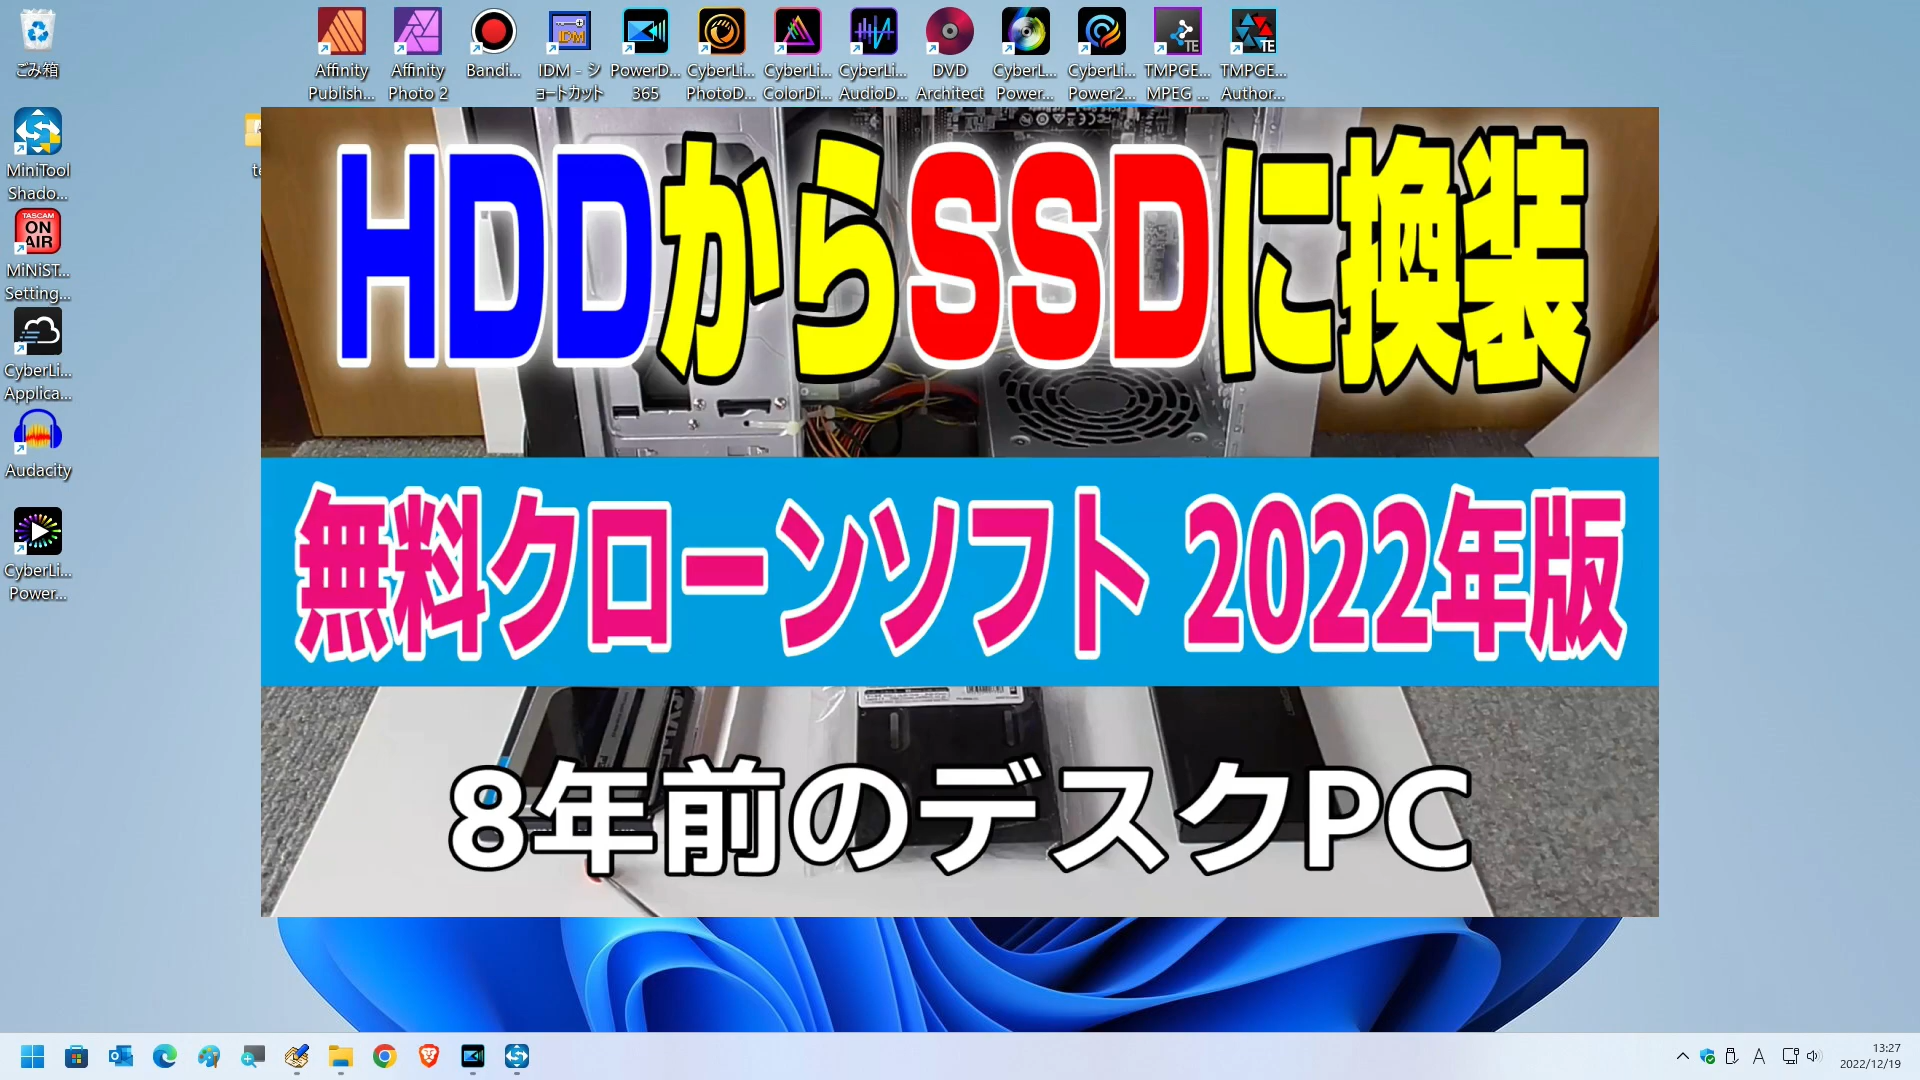 ごみ箱
Affinity Publish...
Affinity Photo 2
Bandi...
IDM - ショートカット
PowerD... 365
CyberLi... PhotoD...
CyberLi... ColorDi...
CyberLi... AudioD...
DVD Architect
CyberL... Power...
CyberLi... Power2...
TMPGE... MPEG ...
TMPGE... Author...
MiniTool Shado...
TASCAM
ON AIR
MiNiST... Setting...
CyberLi... Applica...
Audacity
CyberLi... Power...
HDDからSSDに換装
無料クローンソフト 2022年版
8年前のデスクPC
A
13:27
2022/12/19